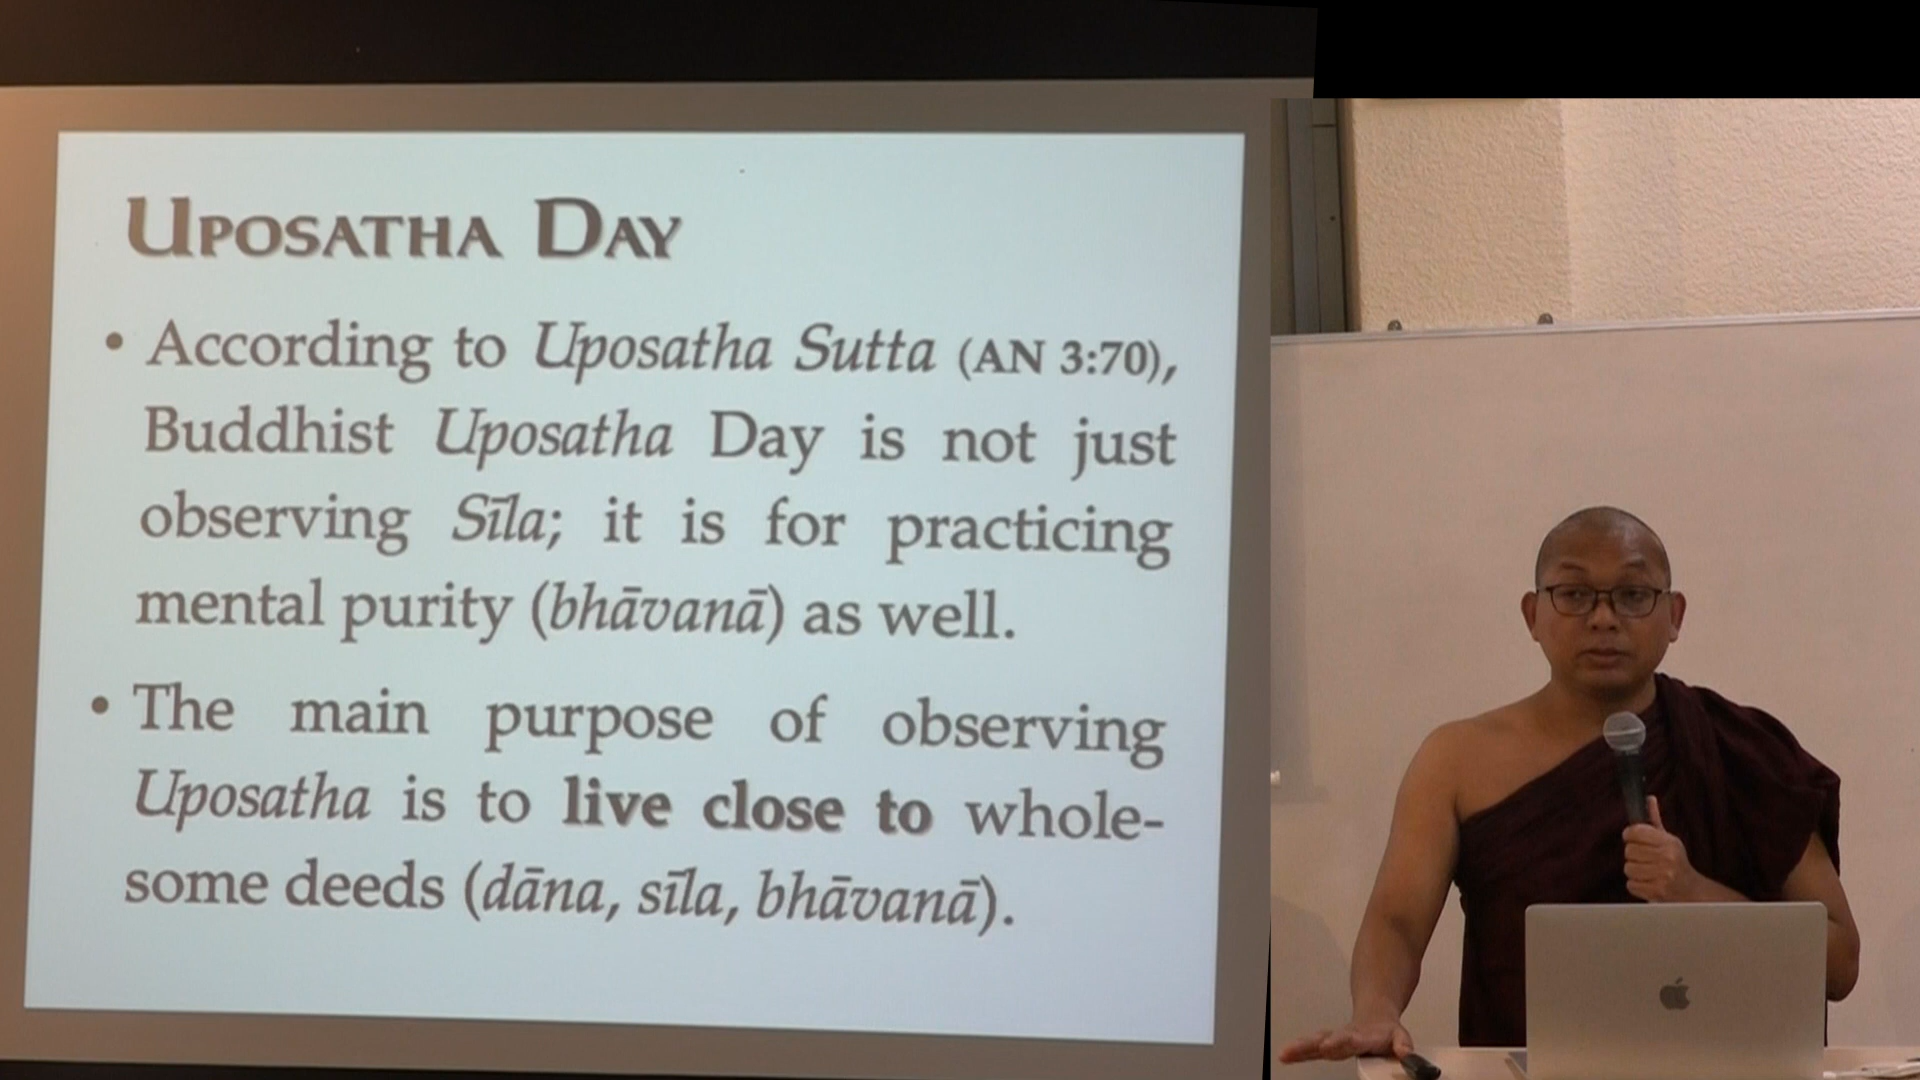 UPOSATHA DAY
• According to Uposatha Sutta (AN 3:70),
Buddhist Uposatha Day is not just
observing Sīla; it is for practicing
mental purity (bhāvanā) as well.
• The main purpose of observing
Uposatha is to live close to whole-
some deeds (dāna, sīla, bhāvanā).